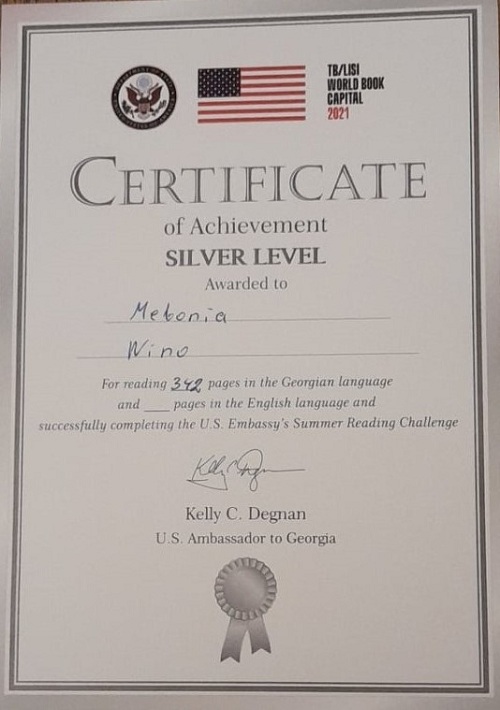 TB/LISI
WORLD BOOK
CAPITAL
2021
CERTIFICATE
of Achievement
SILVER LEVEL
Awarded to
Metonia
Nino
For reading 342 pages in the Georgian language
and ___ pages in the English language and
successfully completing the U.S. Embassy's Summer Reading Challenge
Kelly C. Degnan
U.S. Ambassador to Georgia